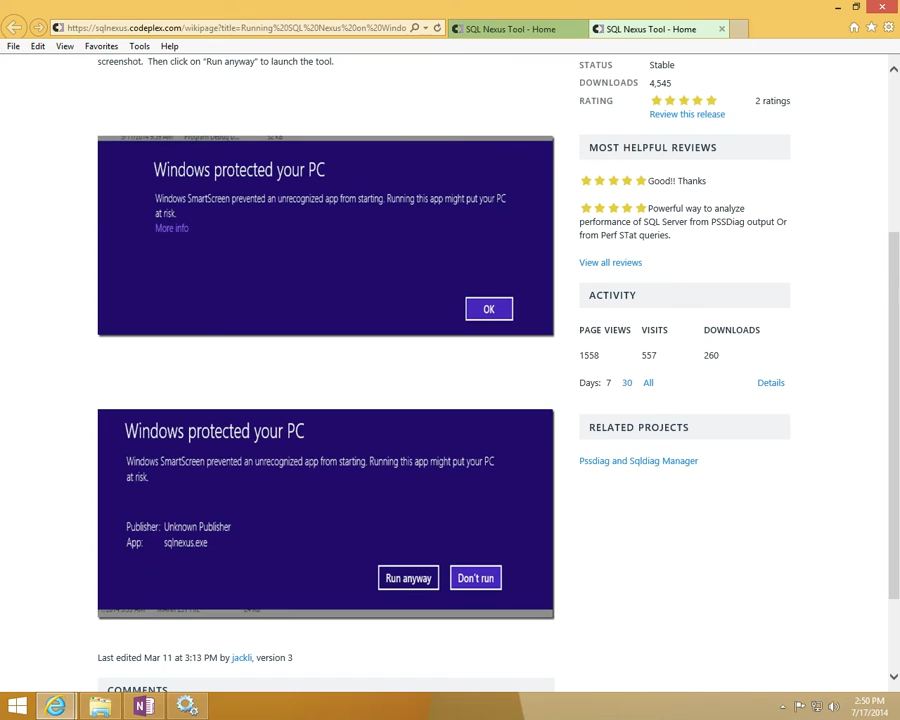 https://sqlnexus.codeplex.com/wikipage?title=Running%20SQL%20Nexus%20on%20Windo
SQL Nexus Tool - Home
SQL Nexus Tool - Home
File Edit View Favorites Tools Help
screenshot. Then click on “Run anyway” to launch the tool.
Windows protected your PC
Windows SmartScreen prevented an unrecognized app from starting. Running this app might put your PC
at risk.
More info
OK
Windows protected your PC
Windows SmartScreen prevented an unrecognized app from starting. Running this app might put your PC
at risk.
Publisher: Unknown Publisher
App: sqlnexus.exe
Run anyway Don't run
Last edited Mar 11 at 3:13 PM by jackli, version 3
COMMENTS
STATUS Stable
DOWNLOADS 4,545
RATING 2 ratings
Review this release
MOST HELPFUL REVIEWS
Good!! Thanks
Powerful way to analyze
performance of SQL Server from PSSDiag output Or
from Perf STat queries.
View all reviews
ACTIVITY
PAGE VIEWS VISITS DOWNLOADS
1558 557 260
Days: 7 30 All Details
RELATED PROJECTS
Pssdiag and Sqldiag Manager
2:50 PM
7/17/2014